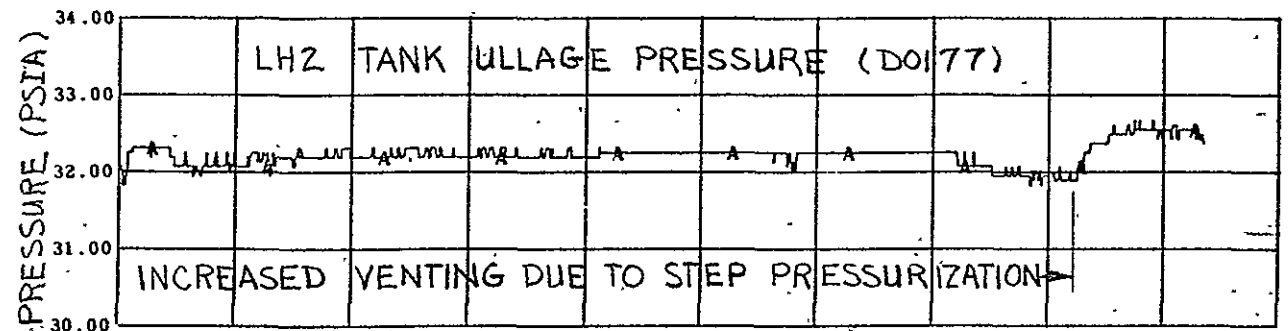 34.00
LH2 TANK ULLAGE PRESSURE (D0177)
33.00
PRESSURE (PSIA)
32.00
31.00
INCREASED VENTING DUE TO STEP PRESSURIZATION
30.00